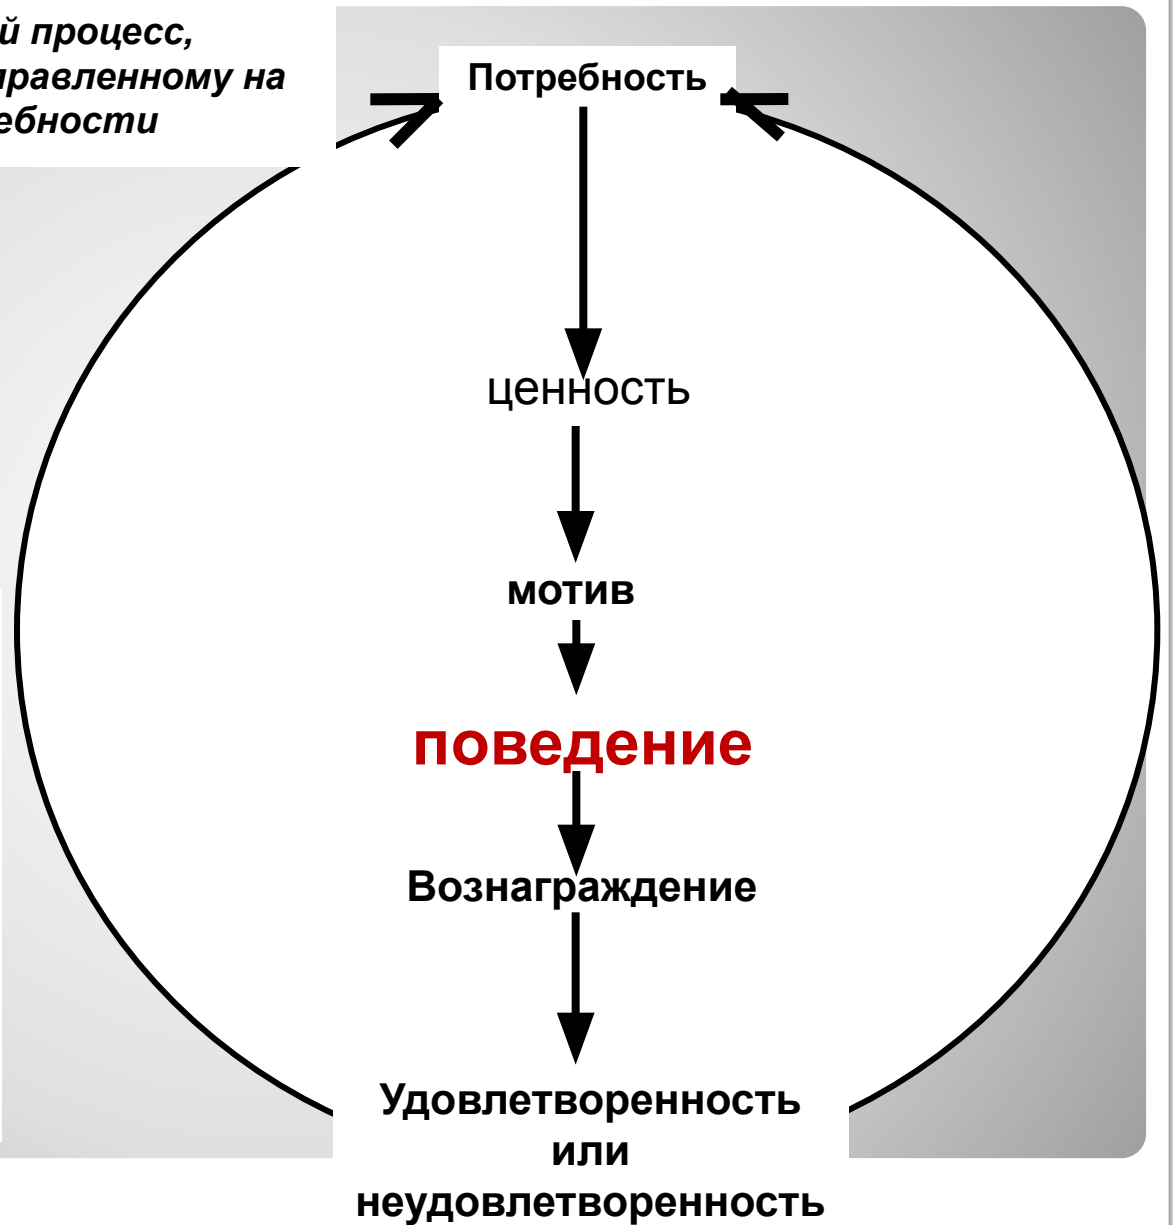 й процесс,
правленному на
ебности
Потребность
ценность
мотив
поведение
Вознаграждение
Удовлетворенность
или
неудовлетворенность